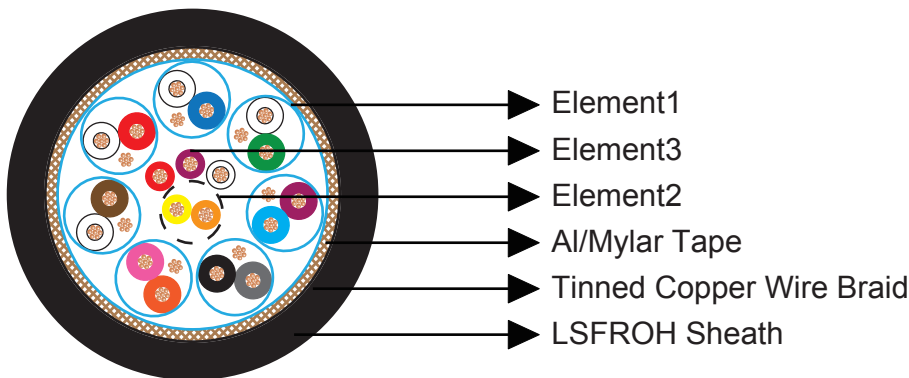 Element1
Element3
Element2
Al/Mylar Tape
Tinned Copper Wire Braid
LSFROH Sheath